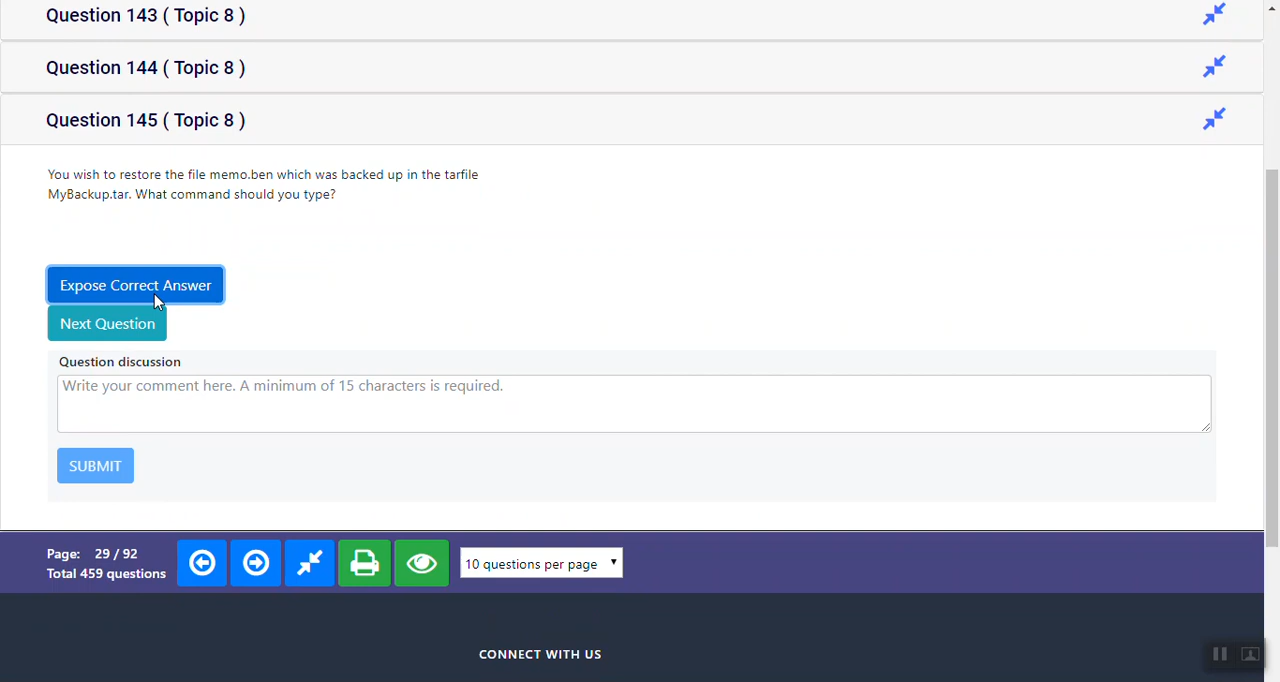 Question 143 ( Topic 8 )
Question 144 ( Topic 8 )
Question 145 ( Topic 8 )
You wish to restore the file memo.ben which was backed up in the tarfile
MyBackup.tar. What command should you type?
Expose Correct Answer
Next Question
Question discussion
Write your comment here. A minimum of 15 characters is required.
SUBMIT
Page: 29 / 92
Total 459 questions
10 questions per page
CONNECT WITH US